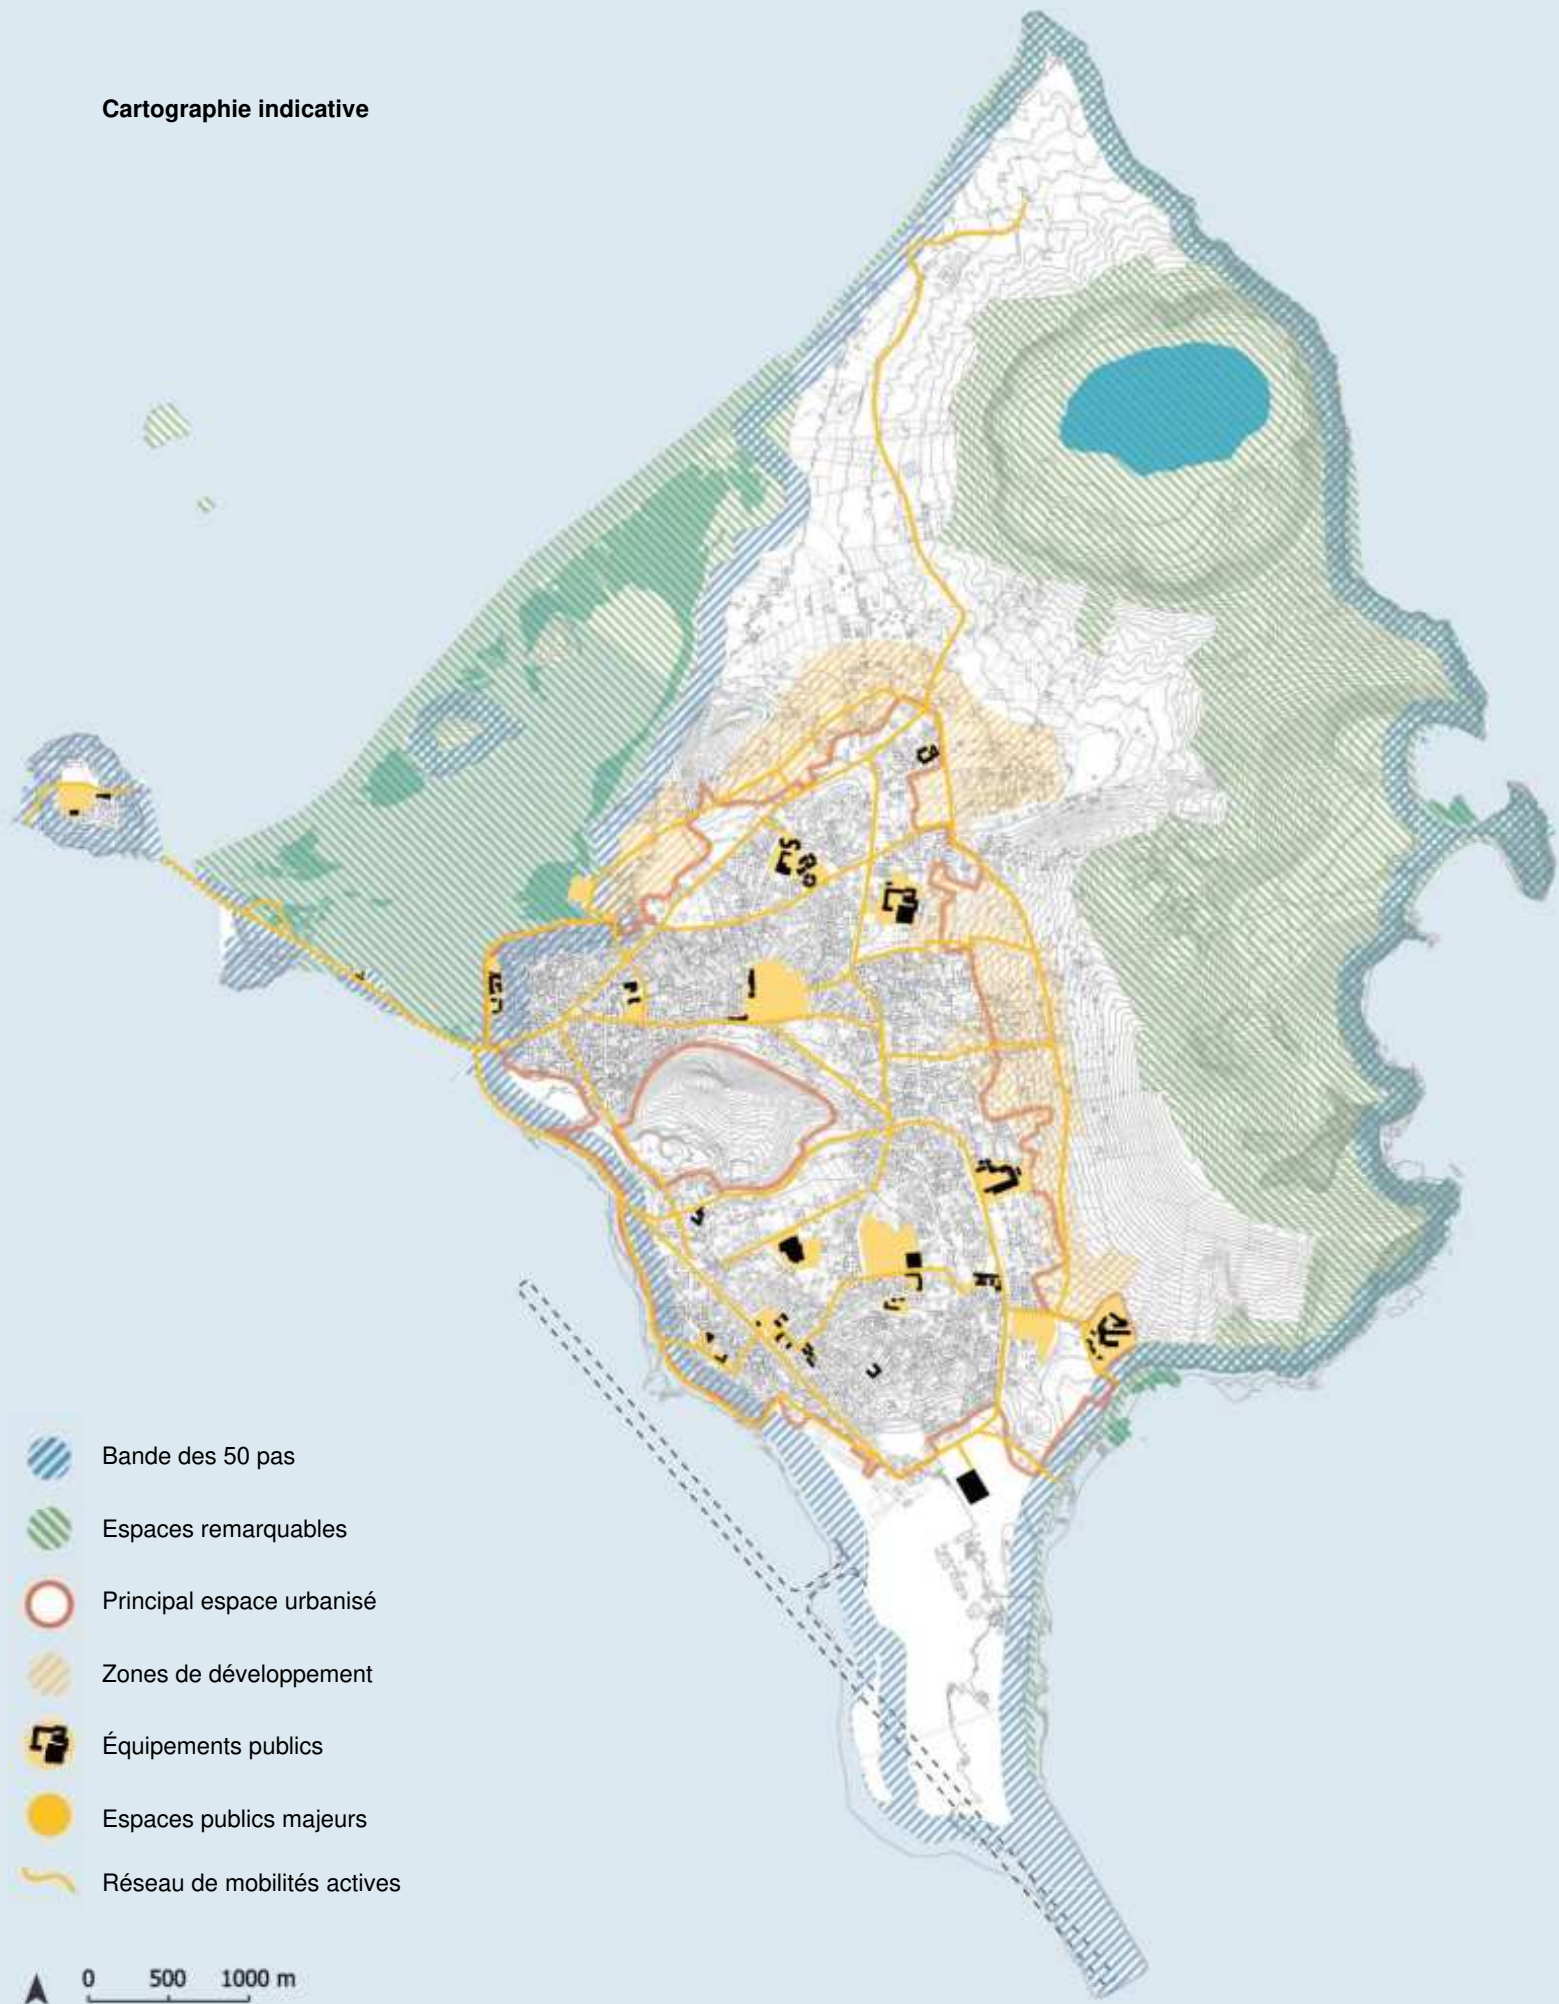 Cartographie indicative
Bande des 50 pas
Espaces remarquables
Principal espace urbanisé
Zones de développement
Équipements publics
Espaces publics majeurs
Réseau de mobilités actives
0 500 1000 m